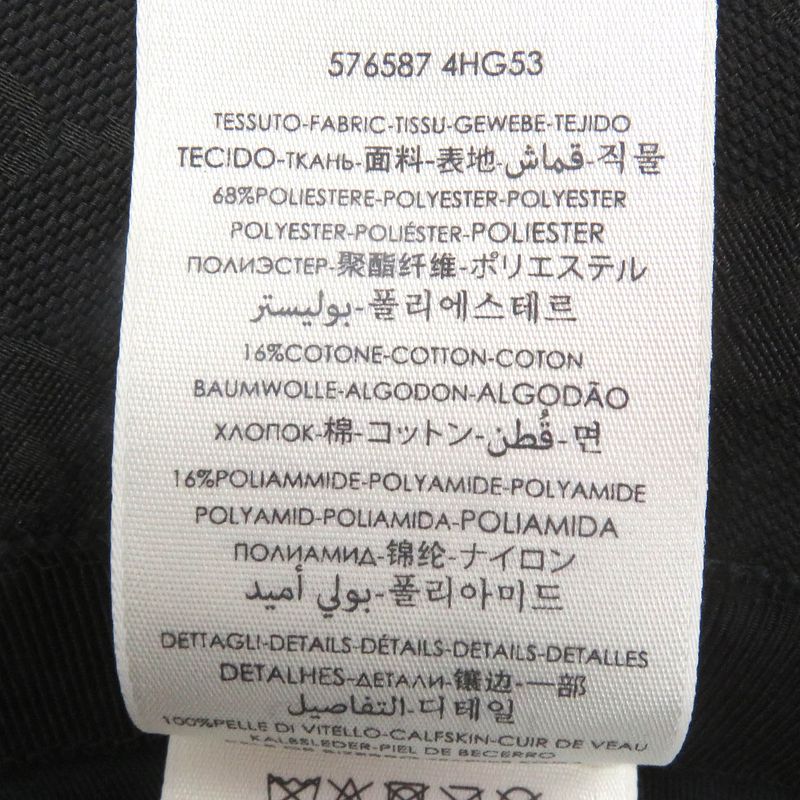 576587 4HG53
TESSUTO-FABRIC-TISSU-GEWEBE-TEJIDO
TECIDO-ТКАНЬ-面料-表地-قماش-직물
68%POLIESTERE-POLYESTER-POLYESTER
POLYESTER-POLIÉSTER-POLIESTER
ПОЛИЭСТЕР-聚酯纤维-ポリエステル
بوليستر-폴리에스테르
16%COTONE-COTTON-COTON
BAUMWOLLE-ALGODON-ALGODÃO
ХЛОПОК-棉-コットン-قُطن-면
16%POLIAMMIDE-POLYAMIDE-POLYAMIDE
POLYAMID-POLIAMIDA-POLIAMIDA
ПОЛИАМИД-锦纶-ナイロン
بولي أميد-폴리아미드
DETTAGLI-DETAILS-DÉTAILS-DETAILS-DETALLES
DETALHES-ДЕТАЛИ-镶边-一部
التفاصيل-디테일
100%PELLE DI VITELLO-CALFSKIN-CUIR DE VEAU
KALBSLEDER-PIEL DE BECERRO